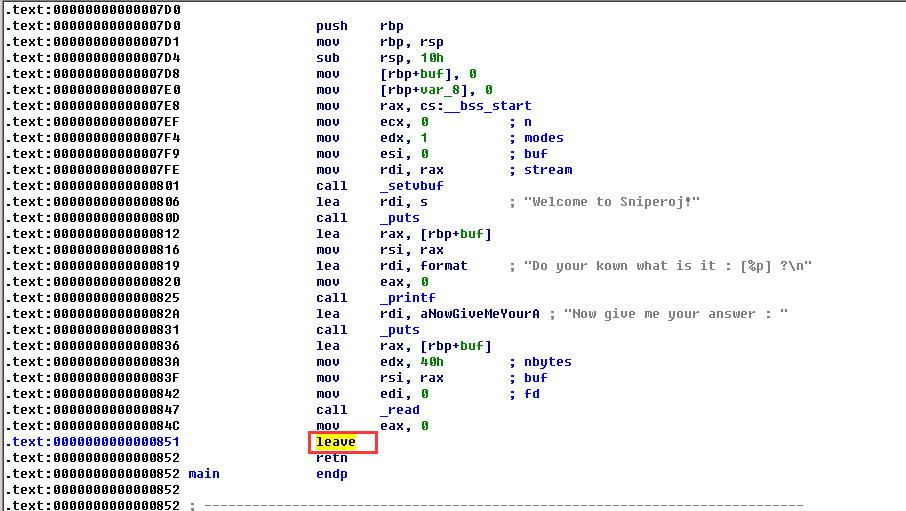 .text:00000000000007D0
.text:00000000000007D0 push rbp
.text:00000000000007D1 mov rbp, rsp
.text:00000000000007D4 sub rsp, 10h
.text:00000000000007D8 mov [rbp+buf], 0
.text:00000000000007E0 mov [rbp+var_8], 0
.text:00000000000007E8 mov rax, cs:__bss_start
.text:00000000000007EF mov ecx, 0 ; n
.text:00000000000007F4 mov edx, 1 ; modes
.text:00000000000007F9 mov esi, 0 ; buf
.text:00000000000007FE mov rdi, rax ; stream
.text:0000000000000801 call _setvbuf
.text:0000000000000806 lea rdi, s ; "Welcome to Sniperoj!"
.text:000000000000080D call _puts
.text:0000000000000812 lea rax, [rbp+buf]
.text:0000000000000816 mov rsi, rax
.text:0000000000000819 lea rdi, format ; "Do your kown what is it : [%p] ?\n"
.text:0000000000000820 mov eax, 0
.text:0000000000000825 call _printf
.text:000000000000082A lea rdi, aNowGiveMeYourA ; "Now give me your answer : "
.text:0000000000000831 call _puts
.text:0000000000000836 lea rax, [rbp+buf]
.text:000000000000083A mov edx, 40h ; nbytes
.text:000000000000083F mov rsi, rax ; buf
.text:0000000000000842 mov edi, 0 ; fd
.text:0000000000000847 call _read
.text:000000000000084C mov eax, 0
.text:0000000000000851 leave
.text:0000000000000852 retn
.text:0000000000000852 main endp
.text:0000000000000852
.text:0000000000000852 ; ---------------------------------------------------------------------------